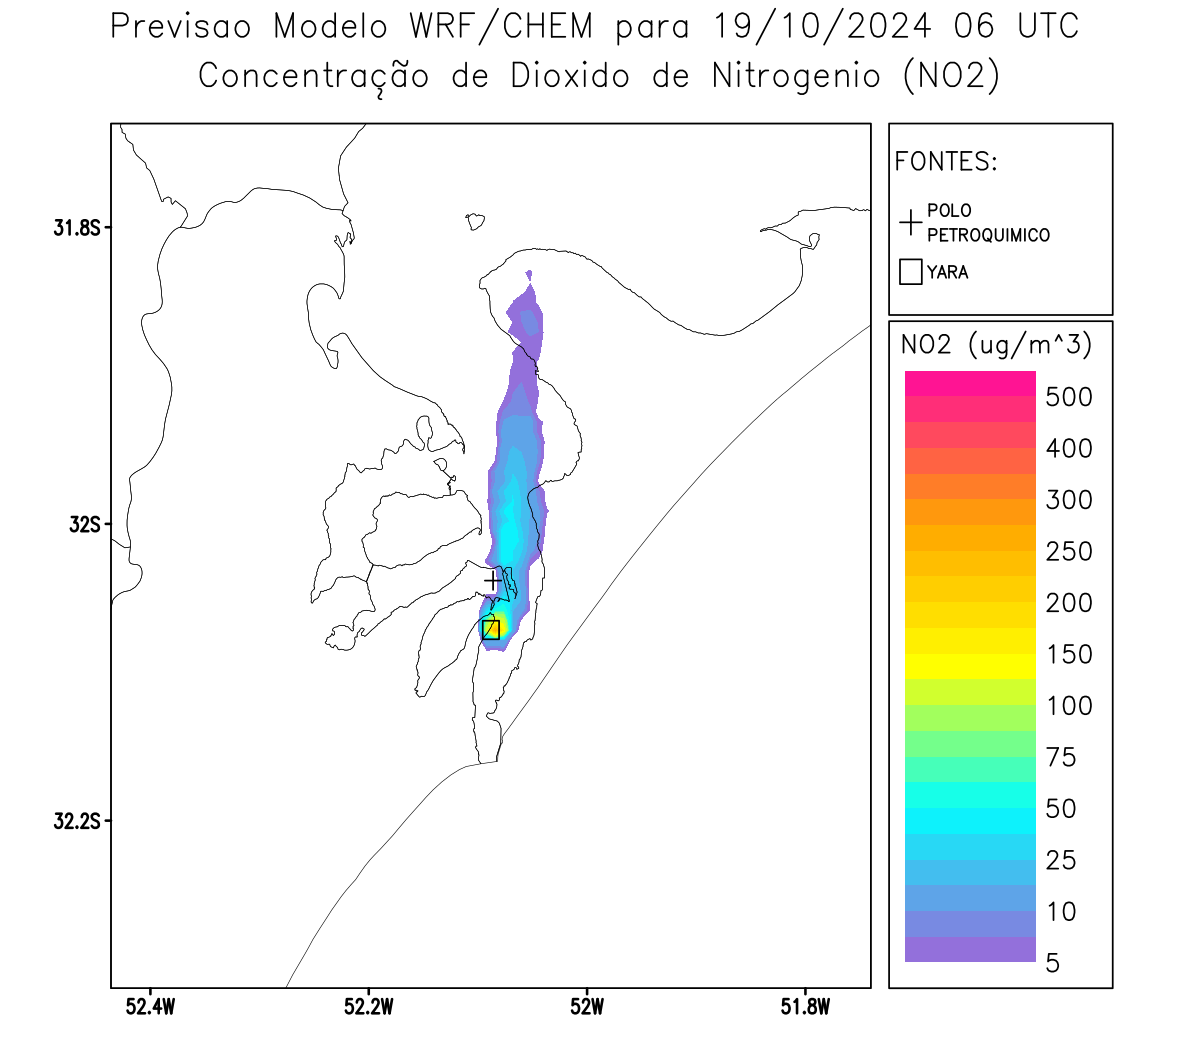 Previsao Modelo WRF/CHEM para 19/10/2024 06 UTC
Concentração de Dioxido de Nitrogenio (NO2)
FONTES:
POLO
PETROQUIMICO
YARA
NO2 (ug/m^3)
500
400
300
250
200
150
100
75
50
25
10
5
31.8S
32S
32.2S
52.4W
52.2W
52W
51.8W